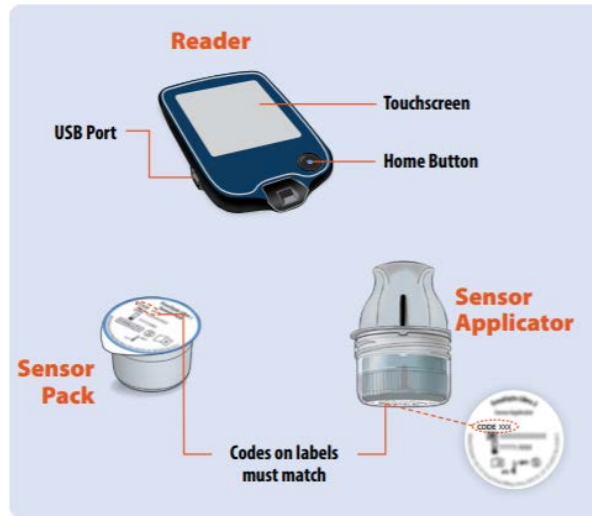 Reader
Touchscreen
USB Port
Home Button
Sensor
Applicator
Sensor
Pack
CODE XXX
Codes on labels
must match